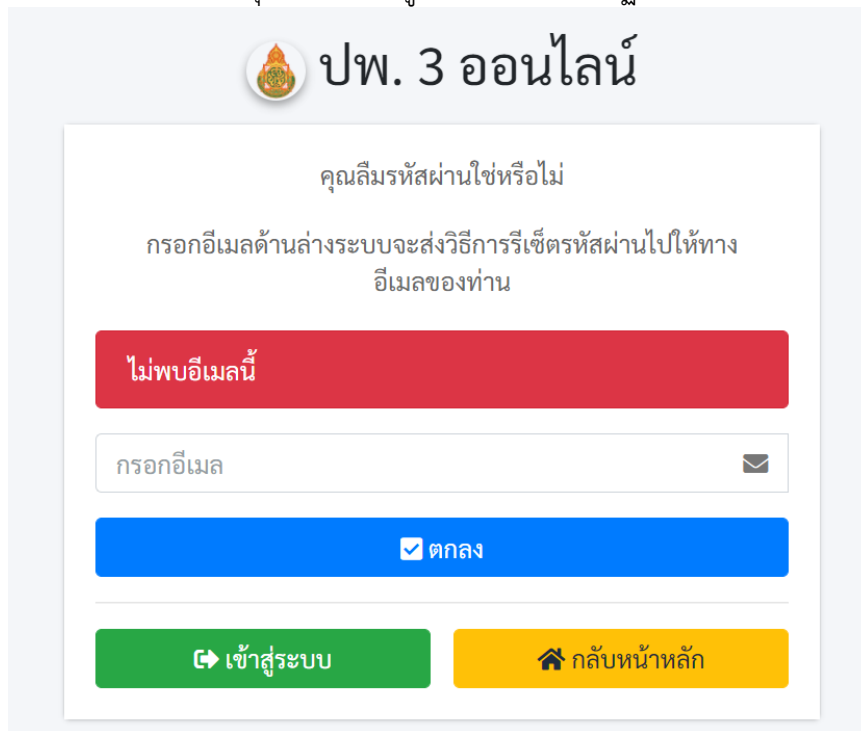 ปพ. 3 ออนไลน์
คุณลืมรหัสผ่านใช่หรือไม่
กรอกอีเมลด้านล่างระบบจะส่งวิธีการรีเซ็ตรหัสผ่านไปให้ทาง
อีเมลของท่าน
ไม่พบอีเมลนี้
กรอกอีเมล
ตกลง
เข้าสู่ระบบ
กลับหน้าหลัก